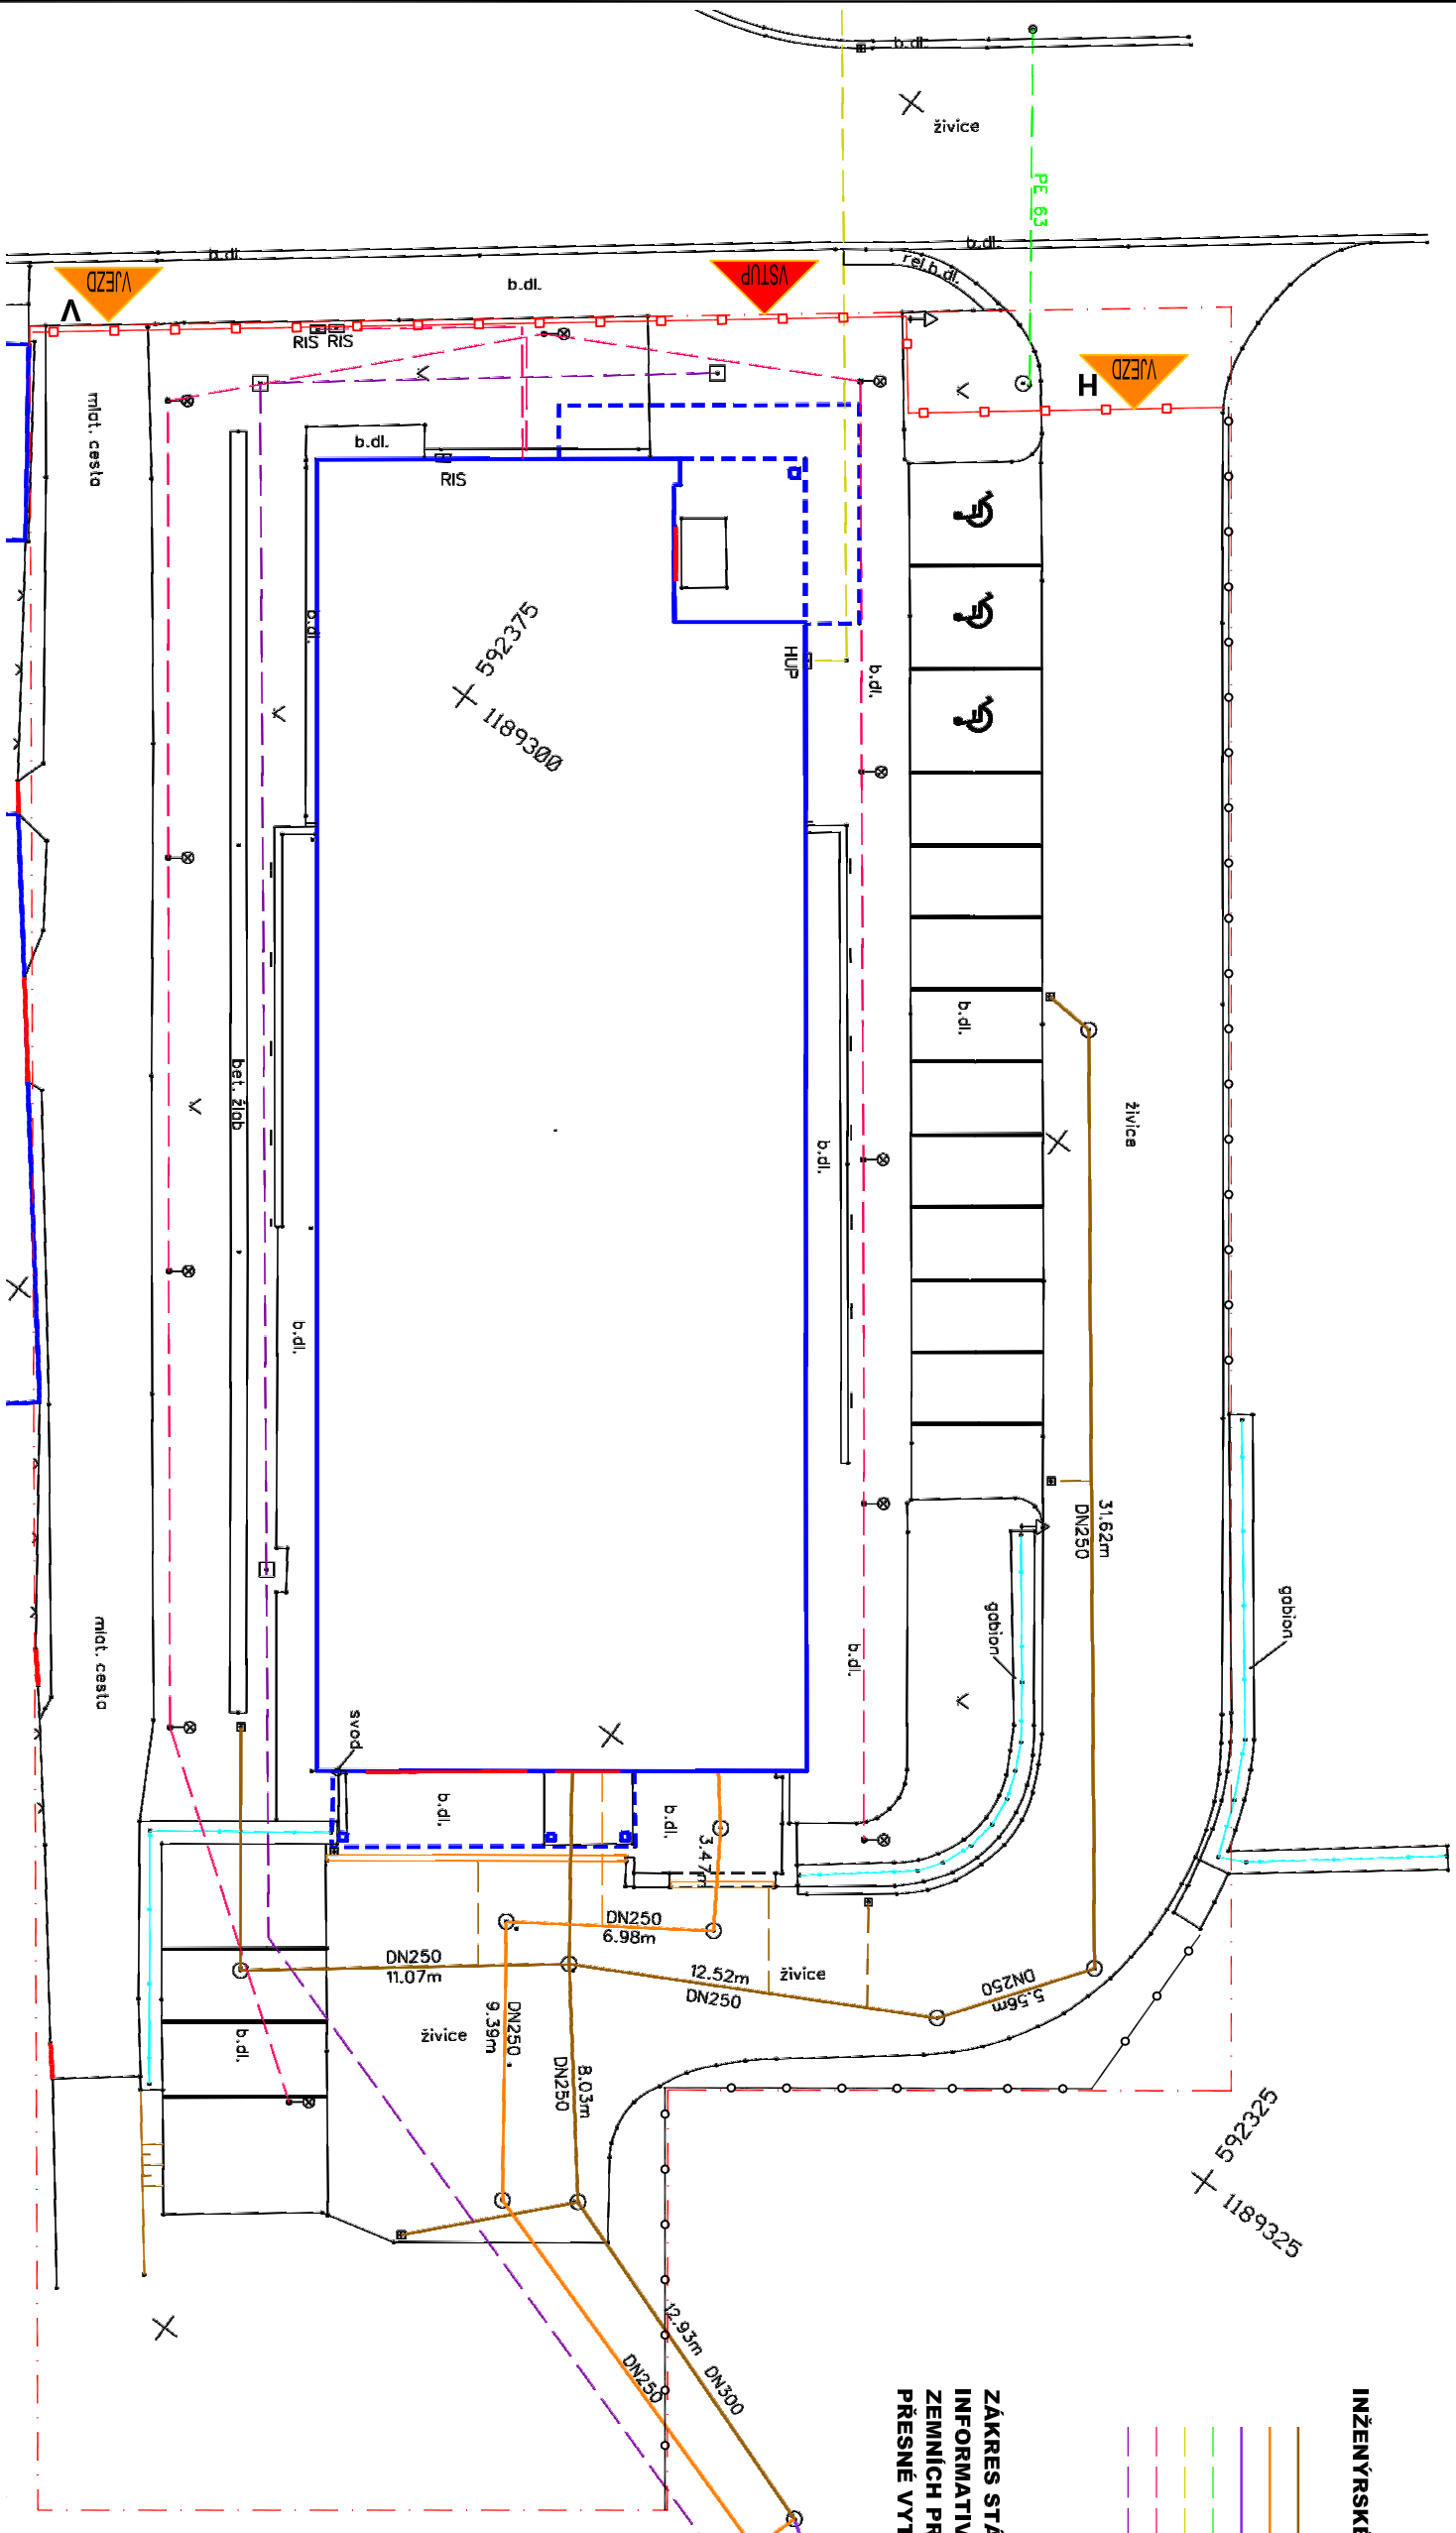 b.dl.
živice
PE 63
b.dl.
b.dl.
rel.b.dl.
VJEZD
VSTUP
b.dl.
V
RIS RIS
VJEZD
H
mlat. cesta
b.dl.
RIS
b.dl.
592375
1189300
HUP
b.dl.
b.dl.
živice
bet. žlab
b.dl.
b.dl.
31.62m
DN250
gabion
gabion
mlat. cesta
b.dl.
svod
b.dl.
b.dl.
3.47m
DN250
6.98m
DN250
11.07m
12.52m
DN250
živice
5.56m
DN250
DN250
9.39m
živice
8.03m
DN250
b.dl.
592325
1189325
12.93m DN300
DN250
INŽENÝRSKÉ
ZÁKRES STÁ
INFORMATIV
ZEMNÍCH PR
PŘESNÉ VYT